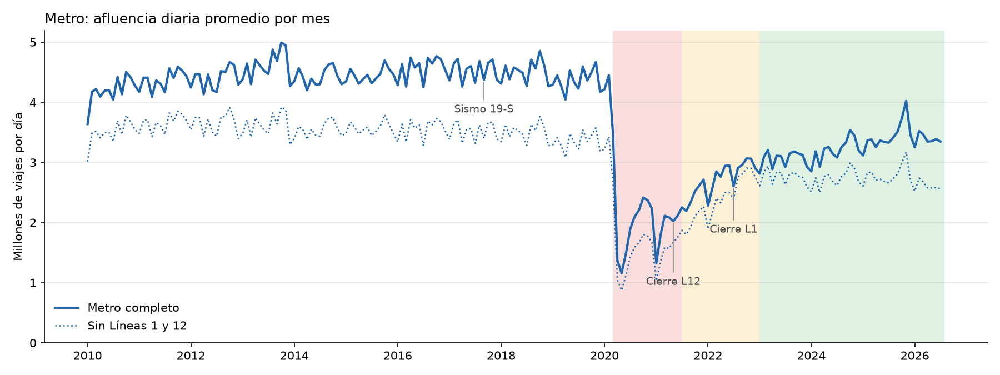 Metro: afluencia diaria promedio por mes
Millones de viajes por día
5
4
3
2
1
0
Sismo 19-S
Cierre L1
Cierre L12
Metro completo
Sin Líneas 1 y 12
2010 2012 2014 2016 2018 2020 2022 2024 2026